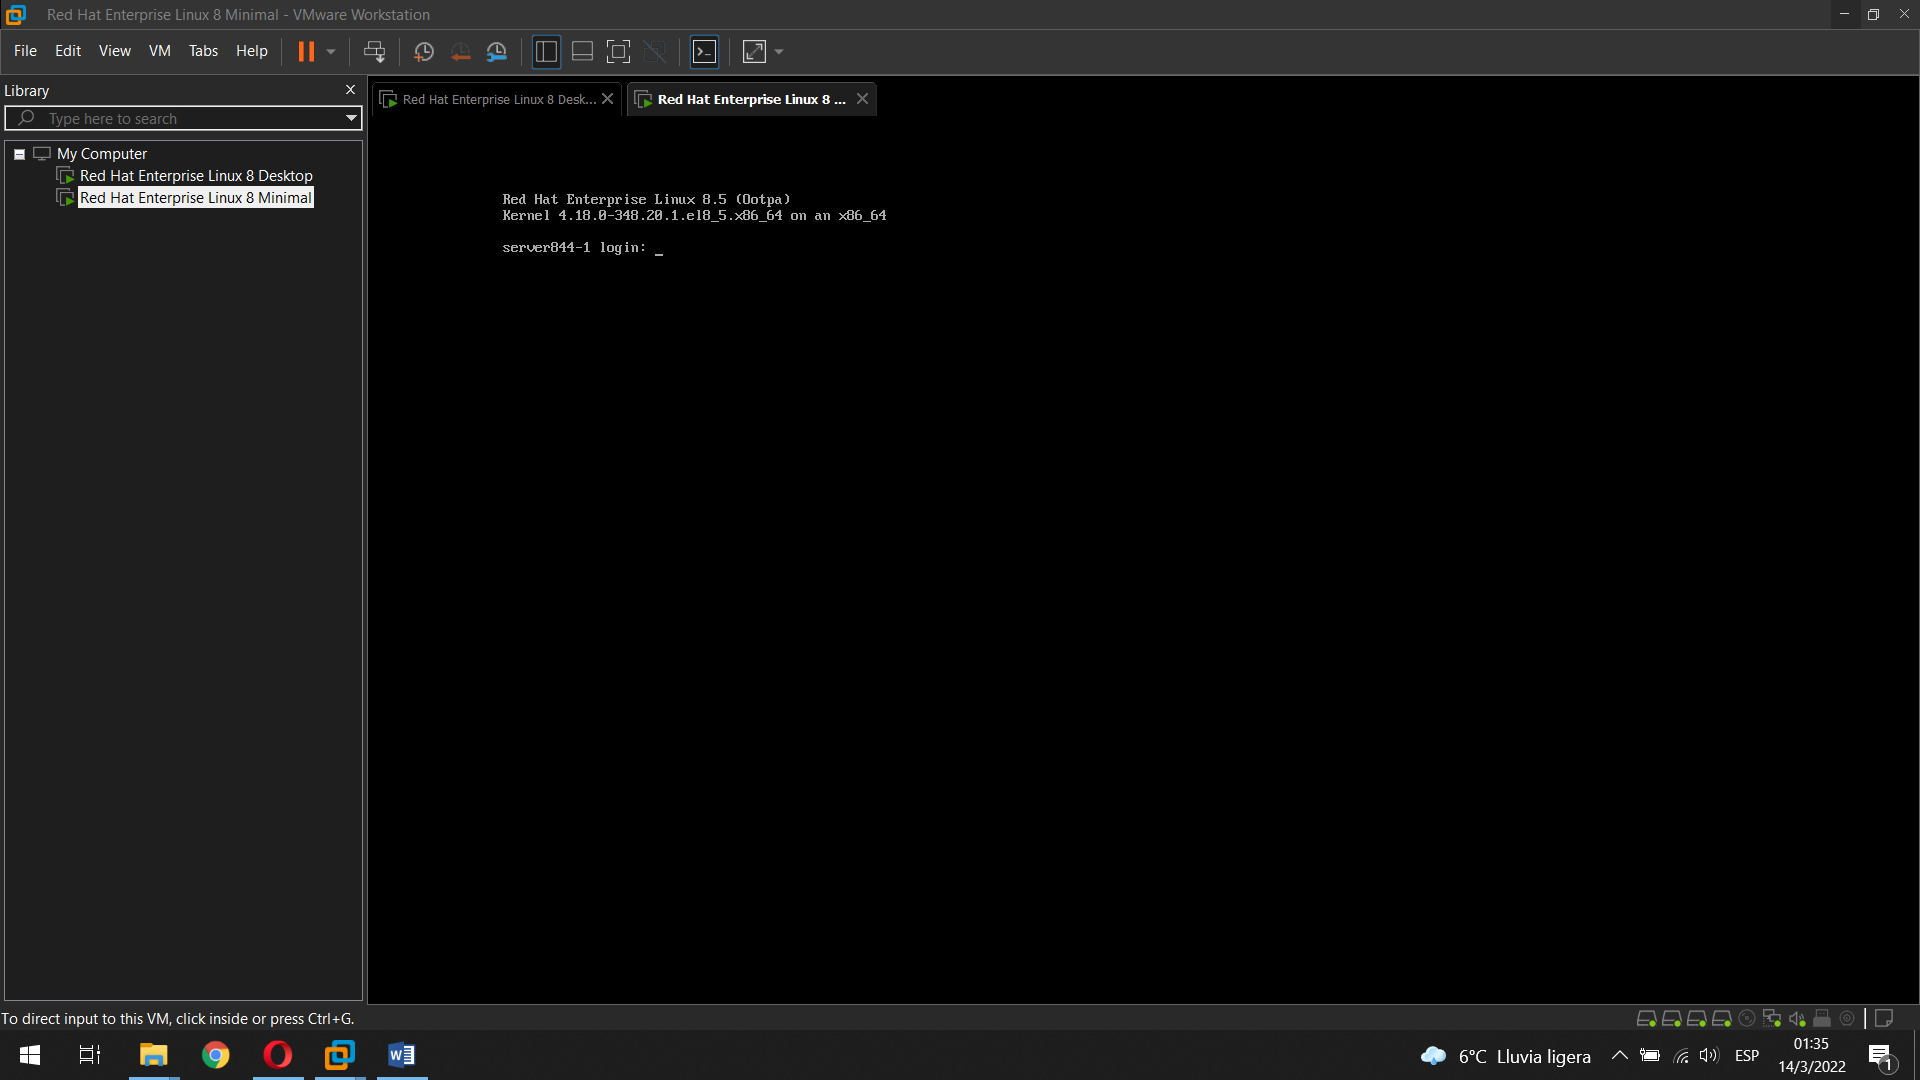 Red Hat Enterprise Linux 8 Minimal - VMware Workstation
File Edit View VM Tabs Help
Library
Type here to search
My Computer
Red Hat Enterprise Linux 8 Desktop
Red Hat Enterprise Linux 8 Minimal
Red Hat Enterprise Linux 8 Desk...
Red Hat Enterprise Linux 8 ...
Red Hat Enterprise Linux 8.5 (Ootpa)
Kernel 4.18.0-348.20.1.el8_5.x86_64 on an x86_64
server844-1 login: _
To direct input to this VM, click inside or press Ctrl+G.
6°C Lluvia ligera
ESP
01:35
14/3/2022
1